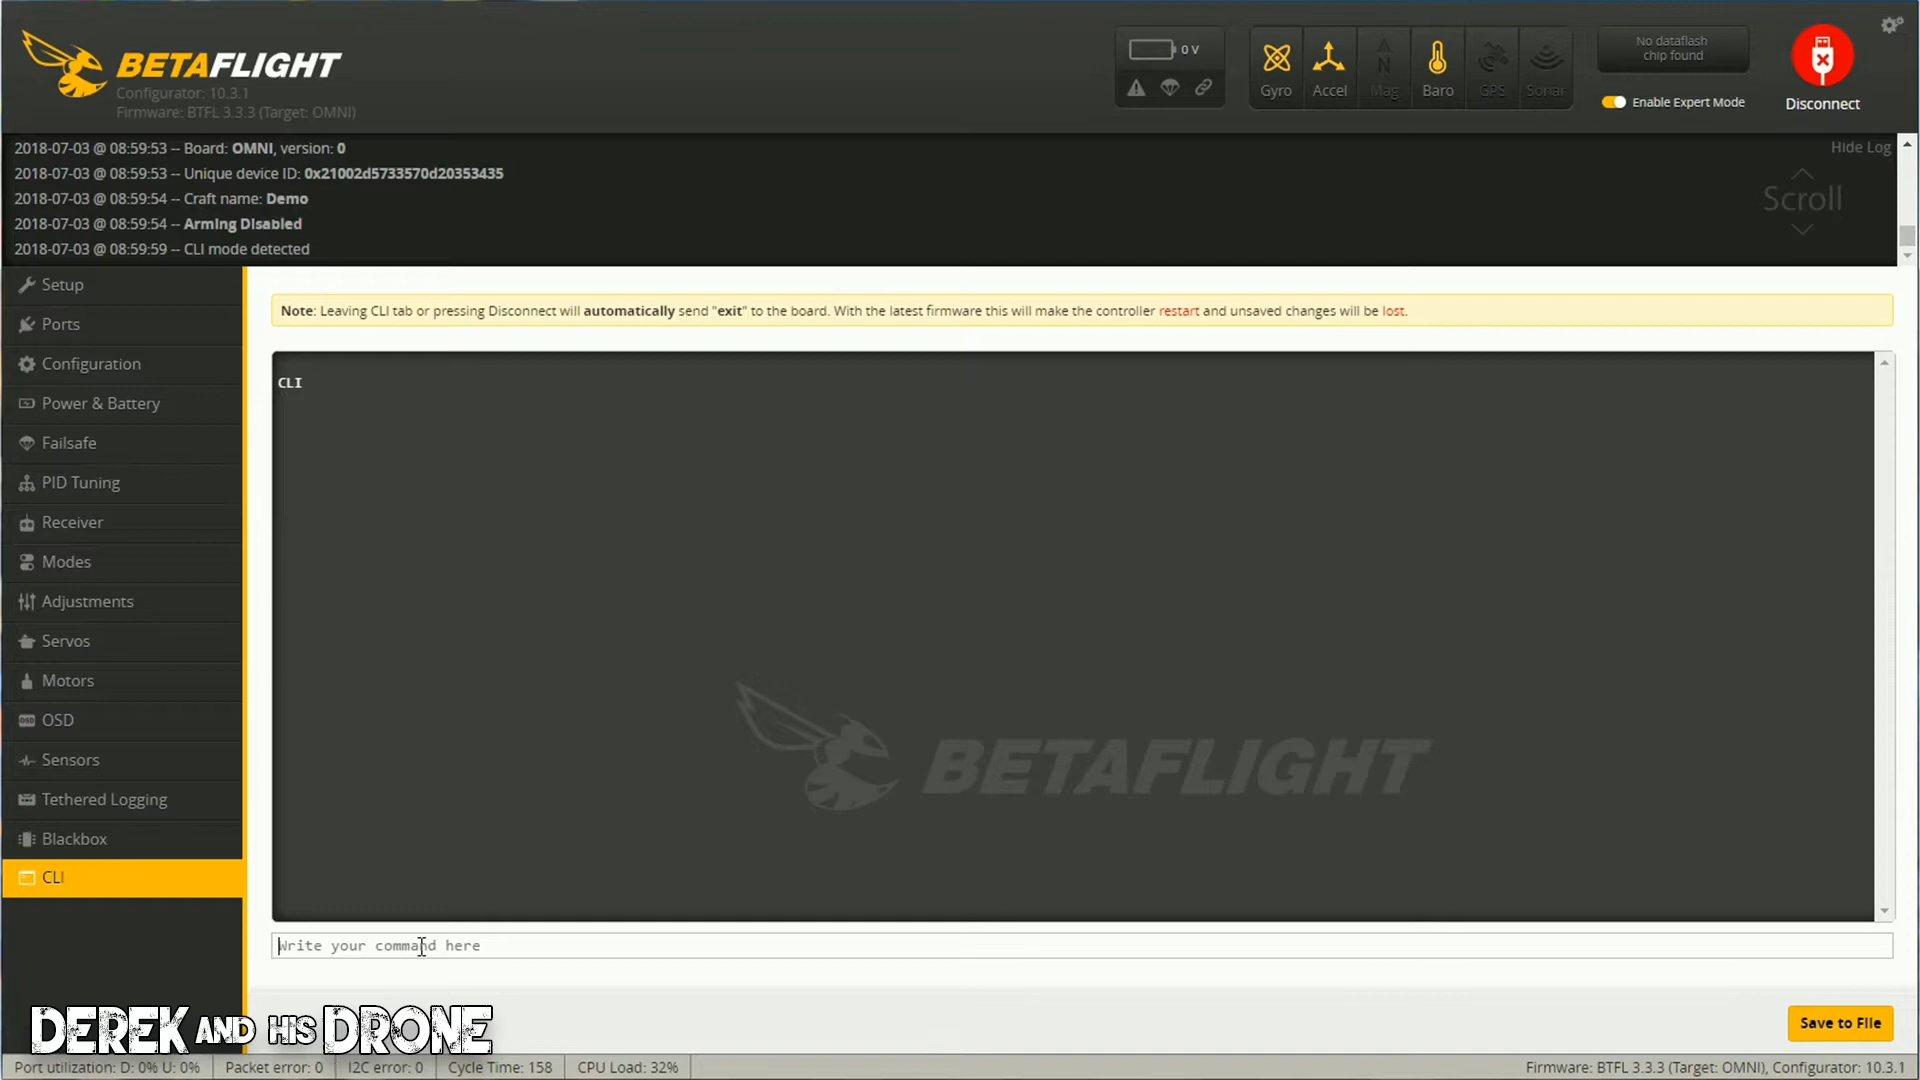 BETAFLIGHT
Configurator: 10.3.1
Firmware: BTFL 3.3.3 (Target: OMNI)
0 V
Gyro
Accel
Mag
Baro
GPS
Sonar
No dataflash
chip found
Enable Expert Mode
Disconnect
2018-07-03 @ 08:59:53 -- Board: OMNI, version: 0
2018-07-03 @ 08:59:53 -- Unique device ID: 0x21002d5733570d20353435
2018-07-03 @ 08:59:54 -- Craft name: Demo
2018-07-03 @ 08:59:54 -- Arming Disabled
2018-07-03 @ 08:59:59 -- CLI mode detected
Hide Log
Scroll
Setup
Ports
Configuration
Power & Battery
Failsafe
PID Tuning
Receiver
Modes
Adjustments
Servos
Motors
OSD
Sensors
Tethered Logging
Blackbox
CLI
Note: Leaving CLI tab or pressing Disconnect will automatically send "exit" to the board. With the latest firmware this will make the controller restart and unsaved changes will be lost.
CLI
BETAFLIGHT
Write your command here
DEREK AND HIS DRONE
Save to File
Port utilization: D: 0% U: 0%
Packet error: 0
I2C error: 0
Cycle Time: 158
CPU Load: 32%
Firmware: BTFL 3.3.3 (Target: OMNI), Configurator: 10.3.1